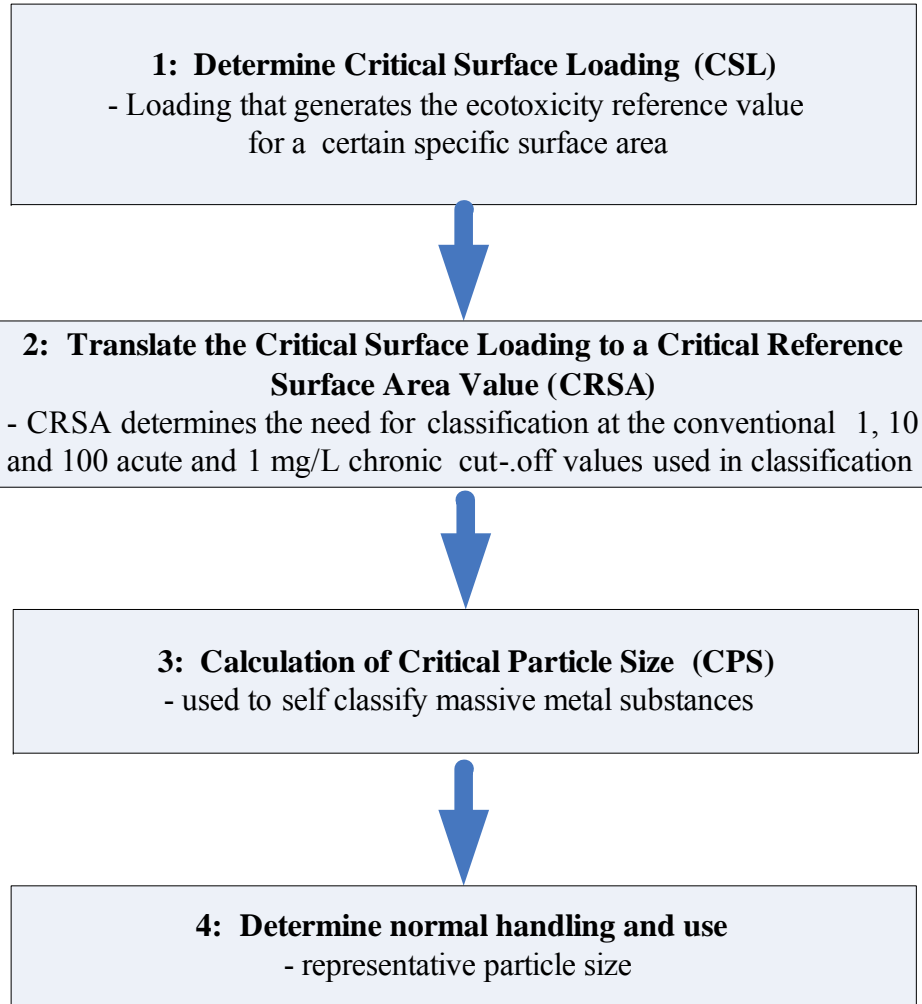 1: Determine Critical Surface Loading (CSL)
- Loading that generates the ecotoxicity reference value
for a certain specific surface area
2: Translate the Critical Surface Loading to a Critical Reference
Surface Area Value (CRSA)
- CRSA determines the need for classification at the conventional 1, 10
and 100 acute and 1 mg/L chronic cut-.off values used in classification
3: Calculation of Critical Particle Size (CPS)
- used to self classify massive metal substances
4: Determine normal handling and use
- representative particle size